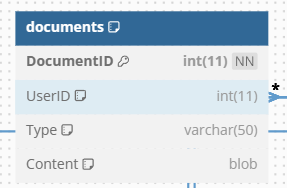 documents
DocumentID int(11) NN
UserID int(11) *
Type varchar(50)
Content blob